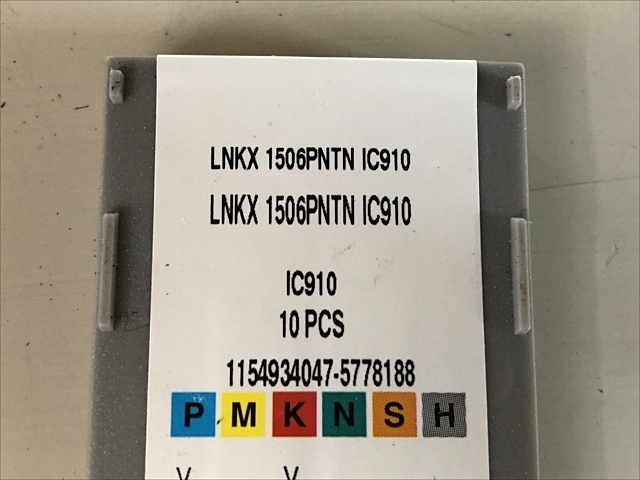 LNKX 1506PNTN IC910
LNKX 1506PNTN IC910
IC910
10 PCS
1154934047-5778188
P M K N S H
V V